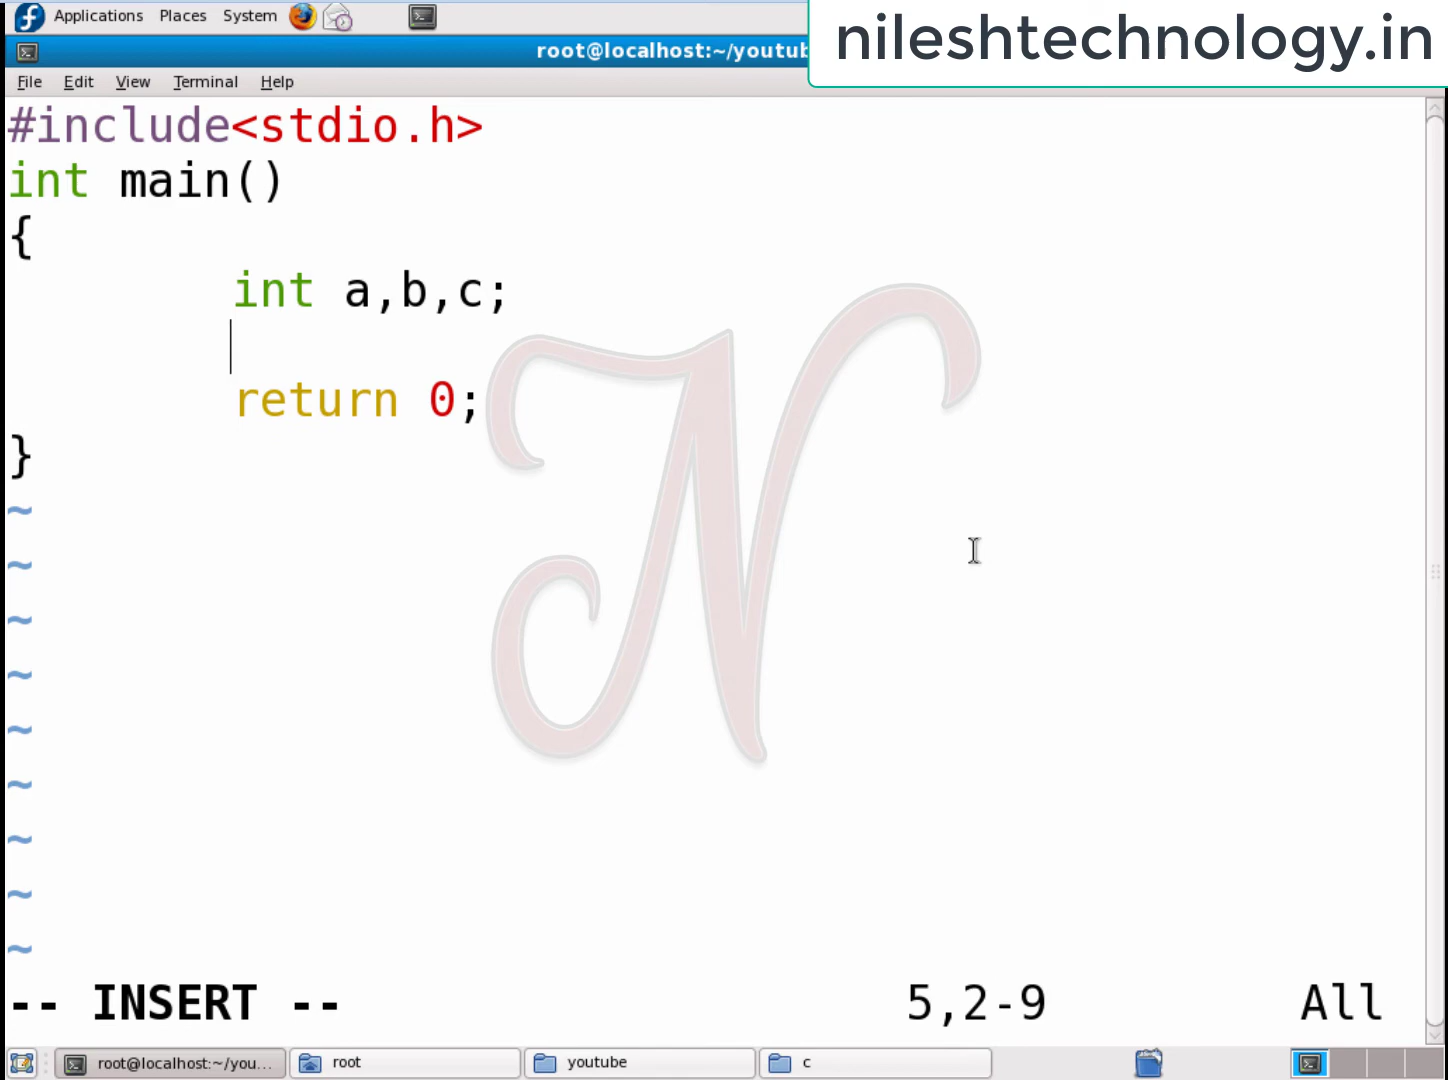 Applications Places System
nileshtechnology.in
root@localhost:~/youtub
File Edit View Terminal Help
#include<stdio.h>
int main()
{
int a,b,c;
return 0;
}
~
~
~
~
~
~
~
~
~
N
-- INSERT -- 5,2-9 All
root@localhost:~/you... root youtube c